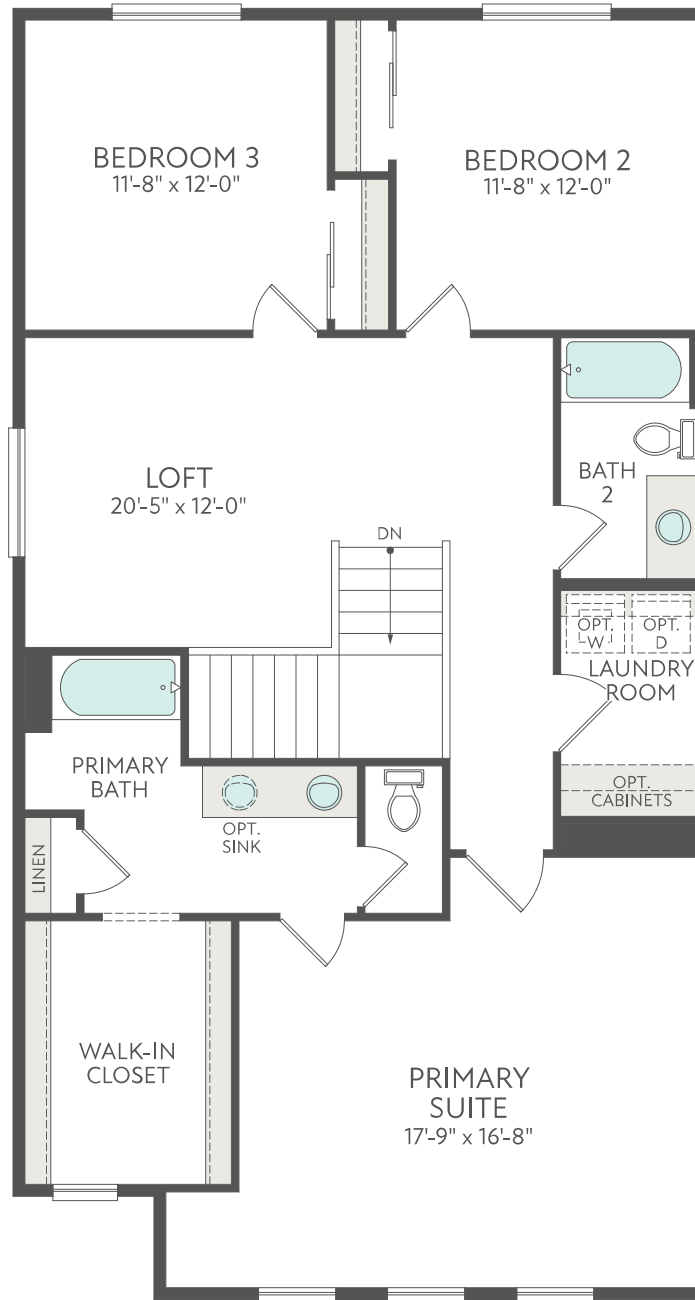 BEDROOM 3
11'-8" x 12'-0"
BEDROOM 2
11'-8" x 12'-0"
LOFT
20'-5" x 12'-0"
DN
BATH
2
OPT.
W
OPT.
D
LAUNDRY
ROOM
OPT.
CABINETS
PRIMARY
BATH
OPT.
SINK
LINEN
WALK-IN
CLOSET
PRIMARY
SUITE
17'-9" x 16'-8"